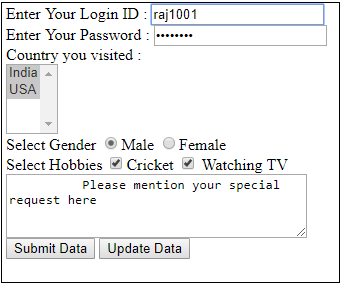 Enter Your Login ID : raj1001
Enter Your Password : ••••••••
Country you visited :
India
USA
Select Gender Male Female
Select Hobbies Cricket Watching TV
Please mention your special
request here
Submit Data Update Data